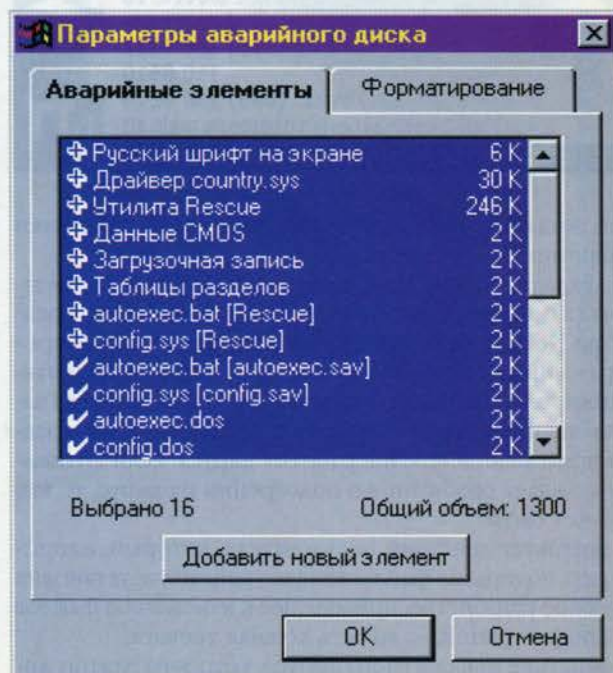 Параметры аварийного диска
Аварийные элементы
Форматирование
Русский шрифт на экране 6 K
Драйвер country.sys 30 K
Утилита Rescue 246 K
Данные CMOS 2 K
Загрузочная запись 2 K
Таблицы разделов 2 K
autoexec.bat [Rescue] 2 K
config.sys [Rescue] 2 K
autoexec.bat [autoexec.sav] 2 K
config.sys [config.sav] 2 K
autoexec.dos 2 K
config.dos 2 K
Выбрано 16 Общий объем: 1300
Добавить новый элемент
OK
Отмена